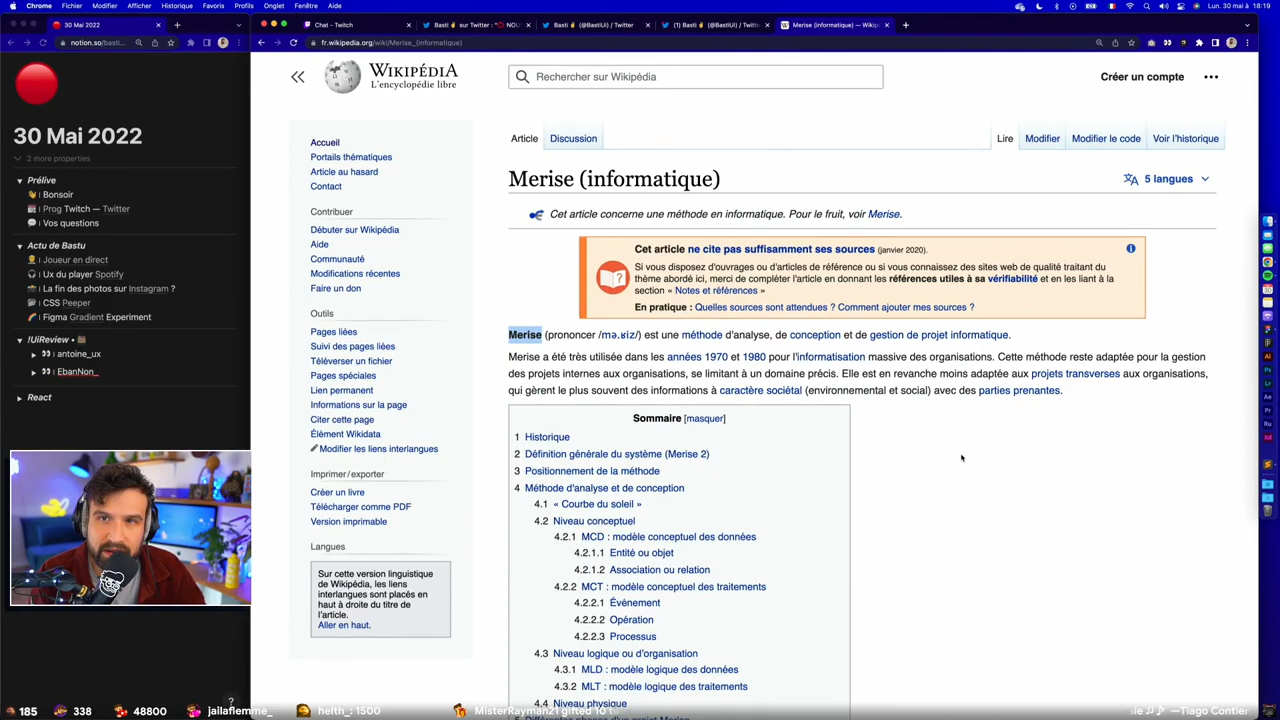 Chrome Fichier Modifier Afficher Historique Favoris Profils Onglet Fenêtre Aide
Lun. 30 mai à 18:19
30 Mai 2022
Chat - Twitch
Basti
sur Twitter : "
NOU
Basti
(@BastiUi) / Twitter
(1) Basti
(@BastiUi) / Twitter
Merise (informatique) — Wikip
notion.so/basti...
fr.wikipedia.org/wiki/Merise_(informatique)
30 Mai 2022
2 more properties
Prélive
Bonsoir
Prog Twitch — Twitter
Vos questions
Actu de Bastu
Joueur en direct
Ux du player Spotify
La fin des photos sur Instagram ?
CSS Peeper
Figma Gradient Experiment
!UiReview •
antoine_ux
EbanNon_
React
WIKIPÉDIA
L'encyclopédie libre
Rechercher sur Wikipédia
Créer un compte
Accueil
Portails thématiques
Article au hasard
Contact
Contribuer
Débuter sur Wikipédia
Aide
Communauté
Modifications récentes
Faire un don
Outils
Pages liées
Suivi des pages liées
Téléverser un fichier
Pages spéciales
Lien permanent
Informations sur la page
Citer cette page
Élément Wikidata
Modifier les liens interlangues
Imprimer / exporter
Créer un livre
Télécharger comme PDF
Version imprimable
Langues
Sur cette version linguistique
de Wikipédia, les liens
interlangues sont placés en
haut à droite du titre de
l'article.
Aller en haut.
Article Discussion
Lire Modifier Modifier le code Voir l'historique
Merise (informatique)
5 langues
Cet article concerne une méthode en informatique. Pour le fruit, voir Merise.
Cet article ne cite pas suffisamment ses sources (janvier 2020).
Si vous disposez d'ouvrages ou d'articles de référence ou si vous connaissez des sites web de qualité traitant du
thème abordé ici, merci de compléter l'article en donnant les références utiles à sa vérifiabilité et en les liant à la
section « Notes et références »
En pratique : Quelles sources sont attendues ? Comment ajouter mes sources ?
Merise (prononcer /mə.ʁiz/) est une méthode d'analyse, de conception et de gestion de projet informatique.
Merise a été très utilisée dans les années 1970 et 1980 pour l'informatisation massive des organisations. Cette méthode reste adaptée pour la gestion
des projets internes aux organisations, se limitant à un domaine précis. Elle est en revanche moins adaptée aux projets transverses aux organisations,
qui gèrent le plus souvent des informations à caractère sociétal (environnemental et social) avec des parties prenantes.
Sommaire [masquer]
1 Historique
2 Définition générale du système (Merise 2)
3 Positionnement de la méthode
4 Méthode d'analyse et de conception
4.1 « Courbe du soleil »
4.2 Niveau conceptuel
4.2.1 MCD : modèle conceptuel des données
4.2.1.1 Entité ou objet
4.2.1.2 Association ou relation
4.2.2 MCT : modèle conceptuel des traitements
4.2.2.1 Événement
4.2.2.2 Opération
4.2.2.3 Processus
4.3 Niveau logique ou d'organisation
4.3.1 MLD : modèle logique des données
4.3.2 MLT : modèle logique des traitements
4.4 Niveau physique
185
338
48800
jailaflemme_
helth_: 1500
MisterRayman21 gifted 10
—Tiago Contier